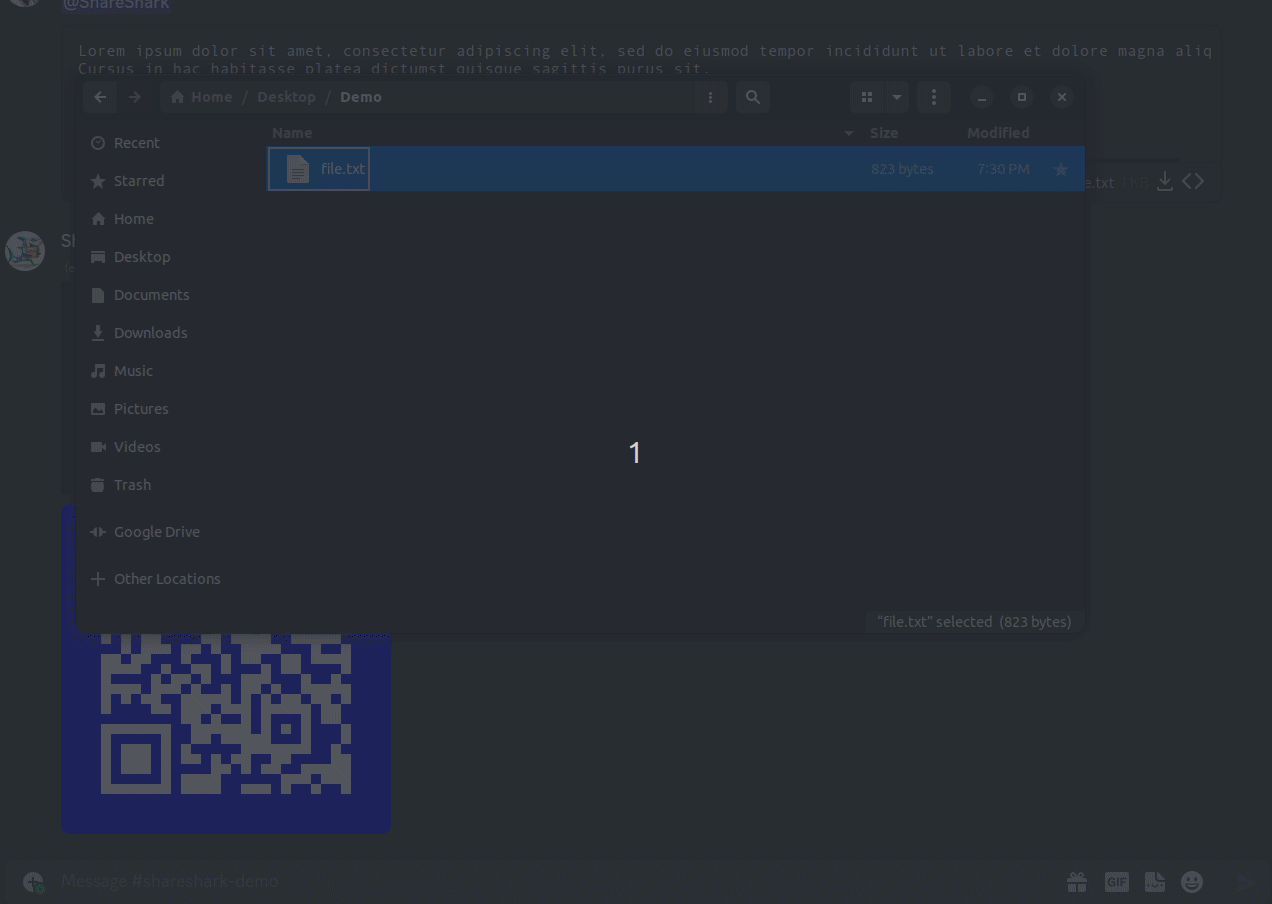 @ShareShark
Lorem ipsum dolor sit amet, consectetur adipiscing elit, sed do eiusmod tempor incididunt ut labore et dolore magna aliq
Cursus in hac habitasse platea dictumst quisque sagittis purus sit.
Home / Desktop / Demo
Name Size Modified
file.txt 823 bytes 7:30 PM
Recent
Starred
Home
Desktop
Documents
Downloads
Music
Pictures
Videos
Trash
Google Drive
Other Locations
e.txt 1 KB
Sh
1
"file.txt" selected (823 bytes)
Message #shareshark-demo
GIF